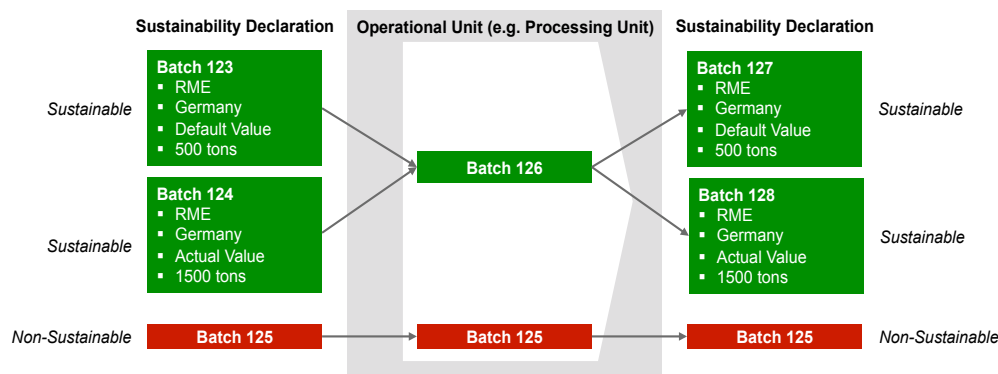 Sustainability Declaration
Operational Unit (e.g. Processing Unit)
Sustainability Declaration
Sustainable
Batch 123
▪ RME
▪ Germany
▪ Default Value
▪ 500 tons
Sustainable
Batch 124
▪ RME
▪ Germany
▪ Actual Value
▪ 1500 tons
Batch 126
Batch 127
▪ RME
▪ Germany
▪ Default Value
▪ 500 tons
Sustainable
Batch 128
▪ RME
▪ Germany
▪ Actual Value
▪ 1500 tons
Sustainable
Non-Sustainable
Batch 125
Batch 125
Batch 125
Non-Sustainable